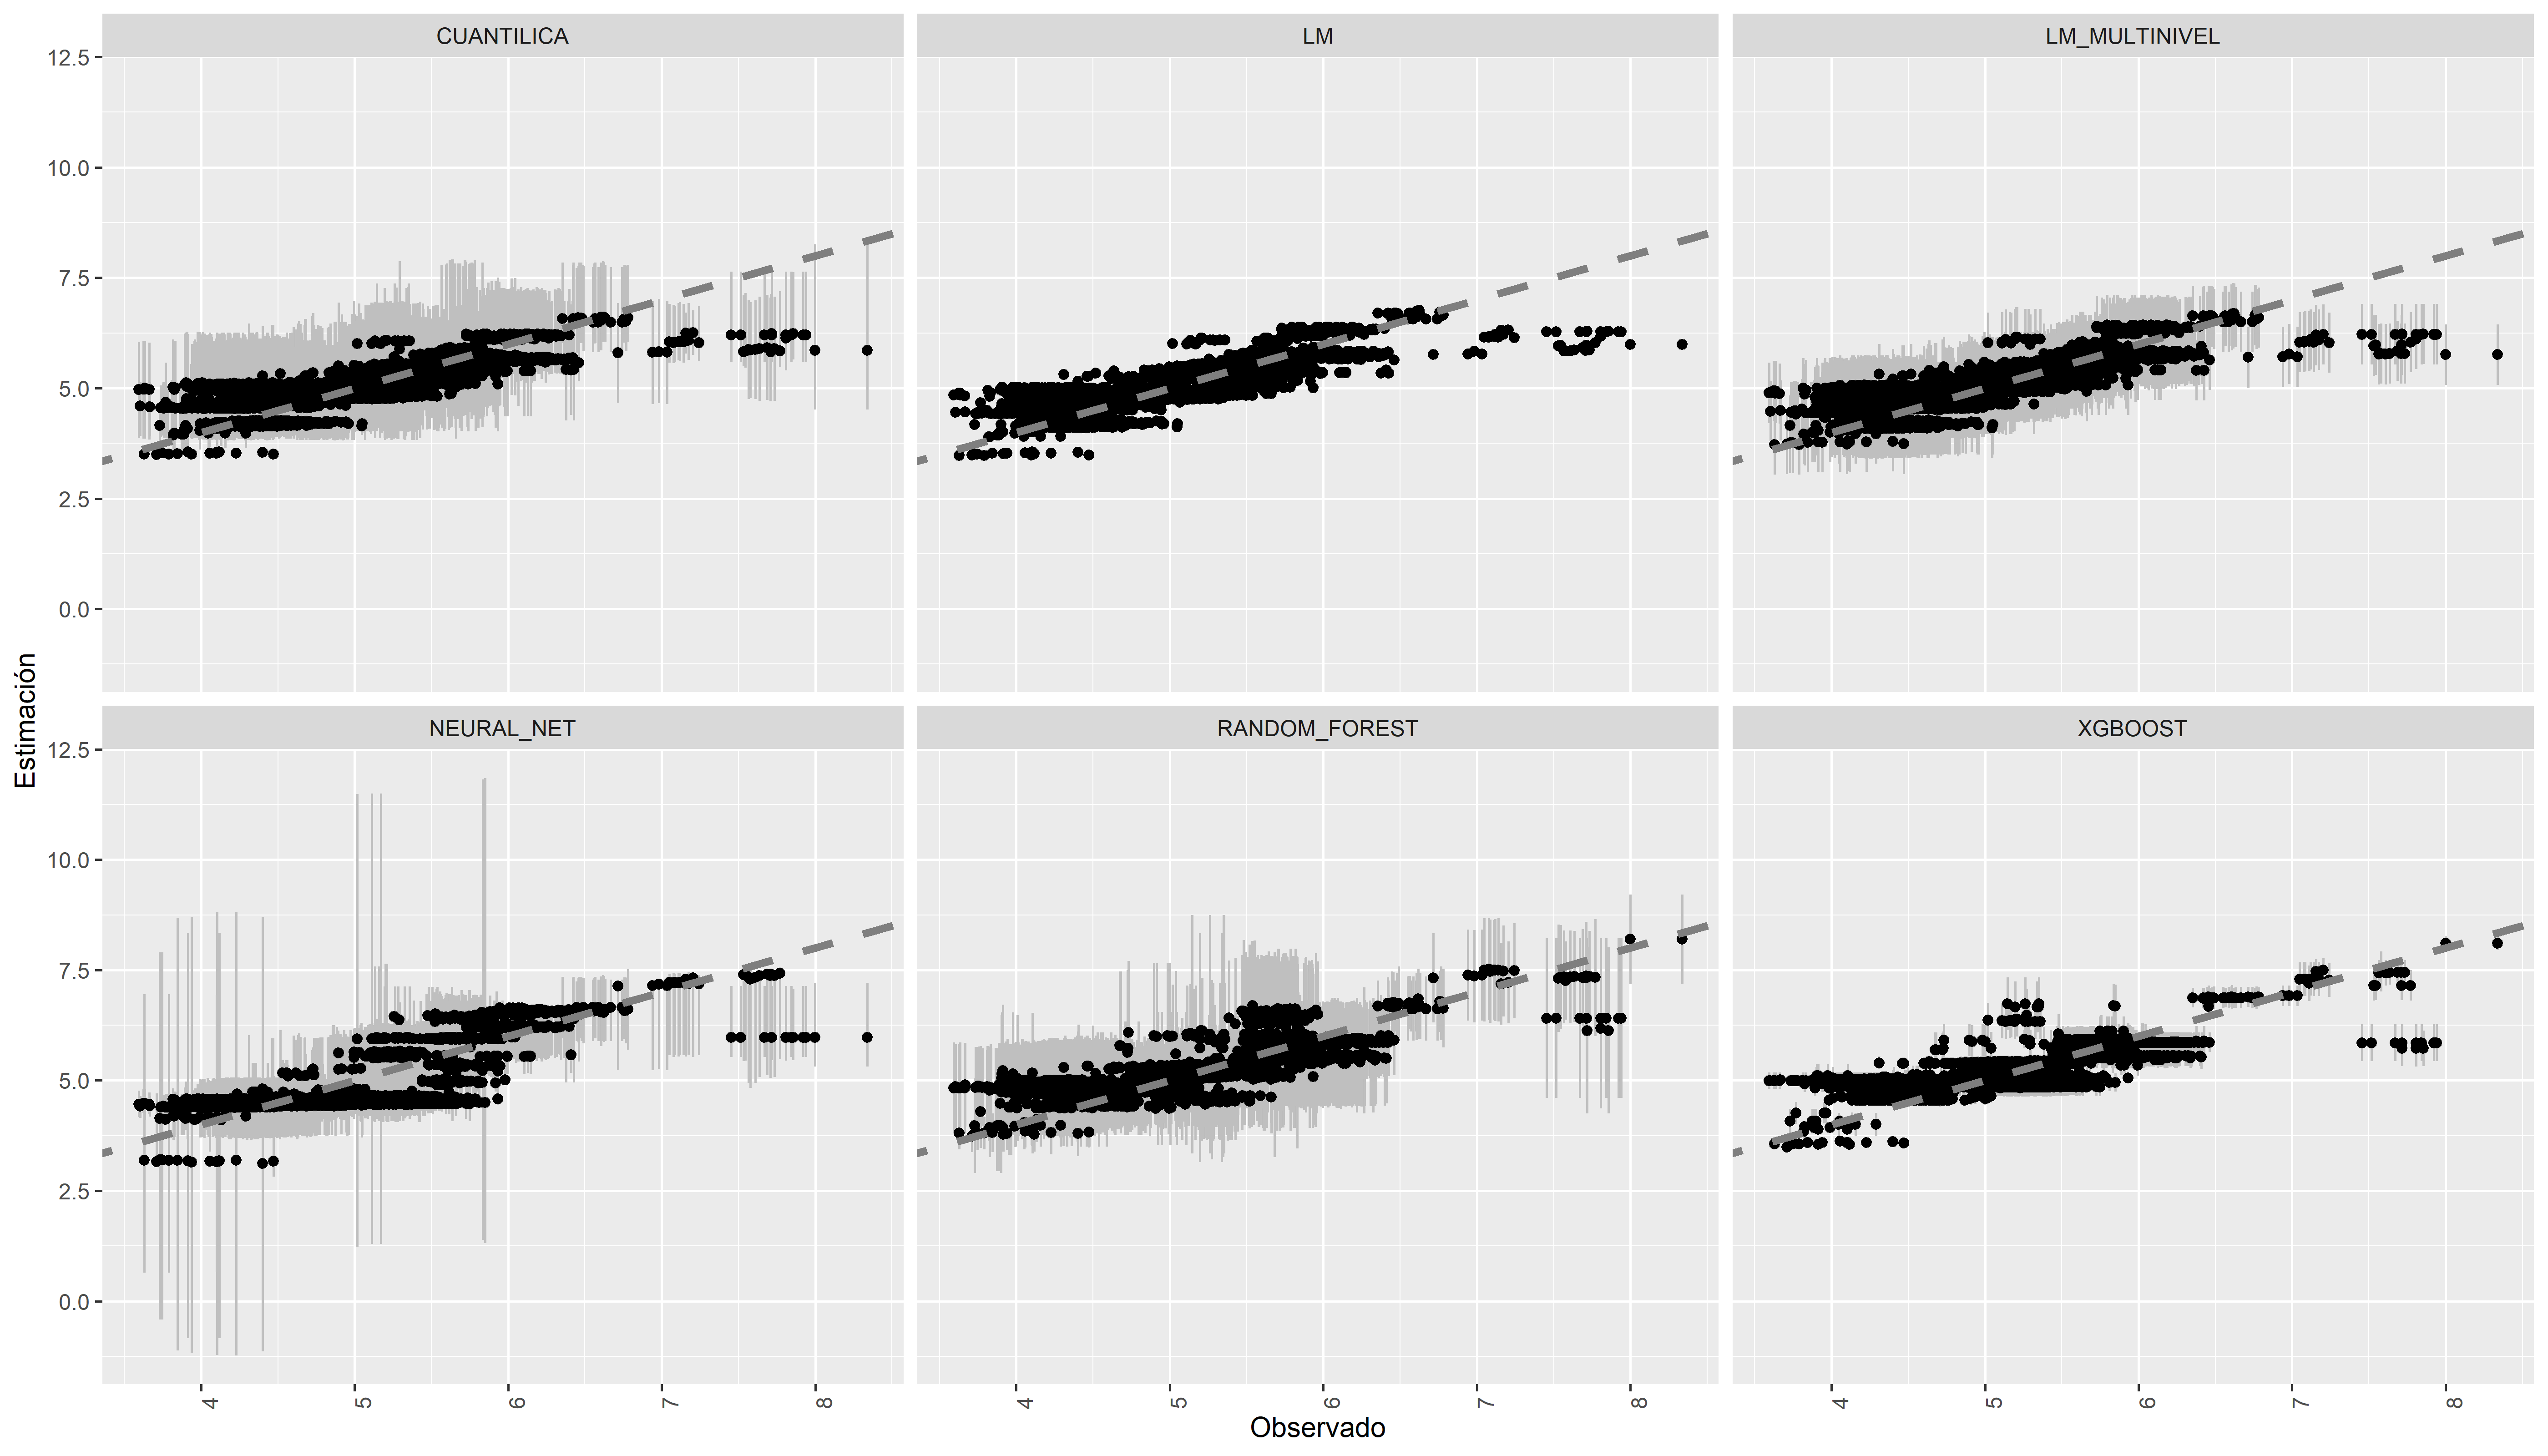 CUANTILICA
LM
LM_MULTINIVEL
12.5
10.0
7.5
5.0
2.5
0.0
Estimación
NEURAL_NET
RANDOM_FOREST
XGBOOST
12.5
10.0
7.5
5.0
2.5
0.0
4 5 6 7 8
4 5 6 7 8
4 5 6 7 8
Observado